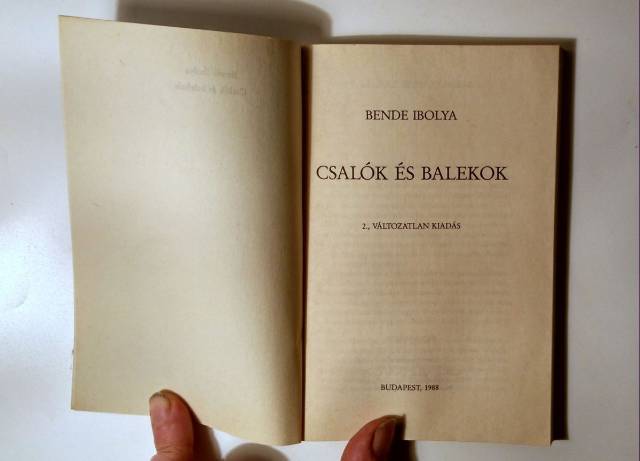 BENDE IBOLYA
CSALÓK ÉS BALEKOK
2., VÁLTOZATLAN KIADÁS
BUDAPEST, 1988